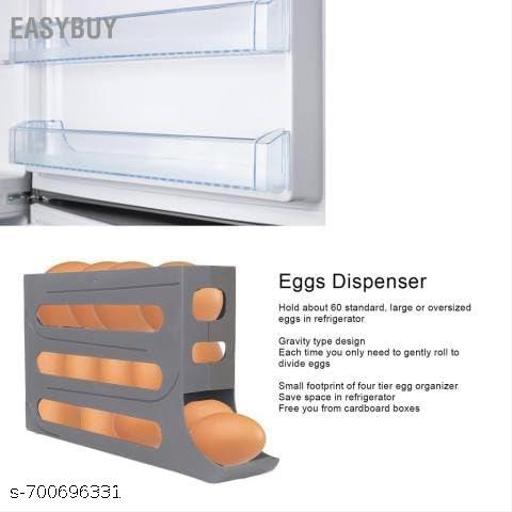 EASYBUY
Eggs Dispenser
Hold about 60 standard, large or oversized
eggs in refrigerator
Gravity type design
Each time you only need to gently roll to
divide eggs
Small footprint of four tier egg organizer
Save space in refrigerator
Free you from cardboard boxes
s-700696331